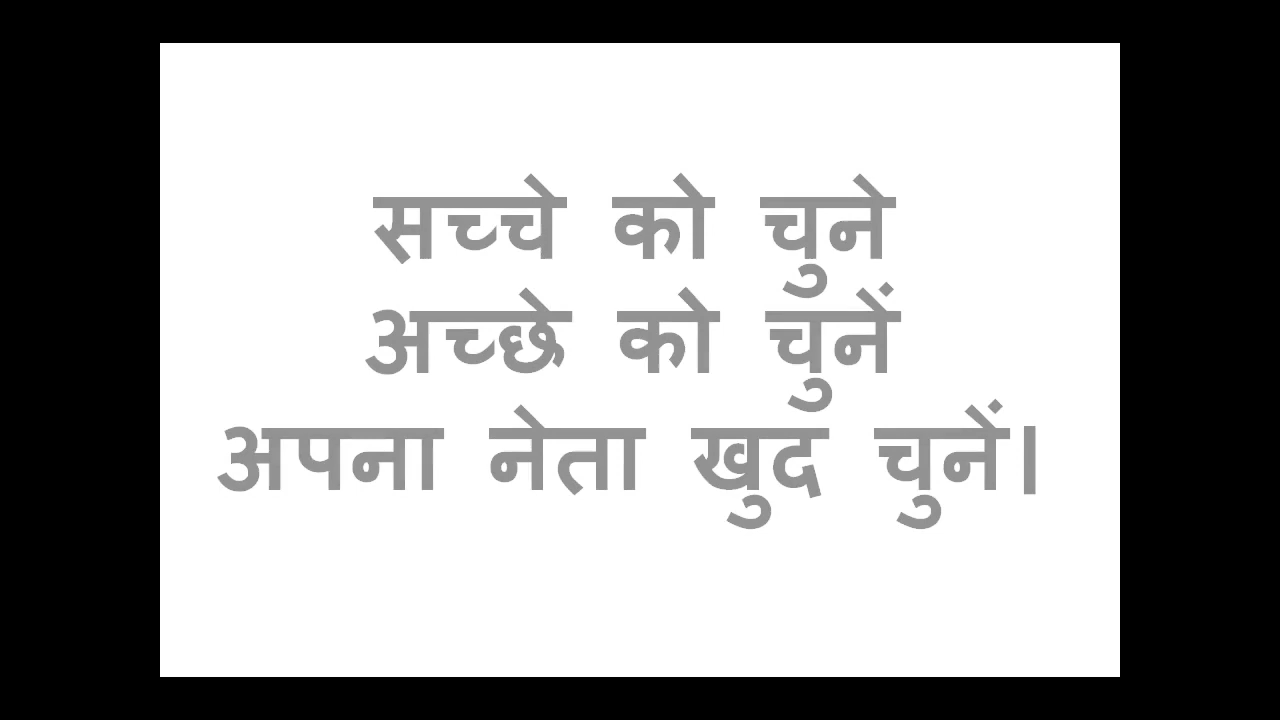 सच्चे को चुने
अच्छे को चुनें
अपना नेता खुद चुनें।